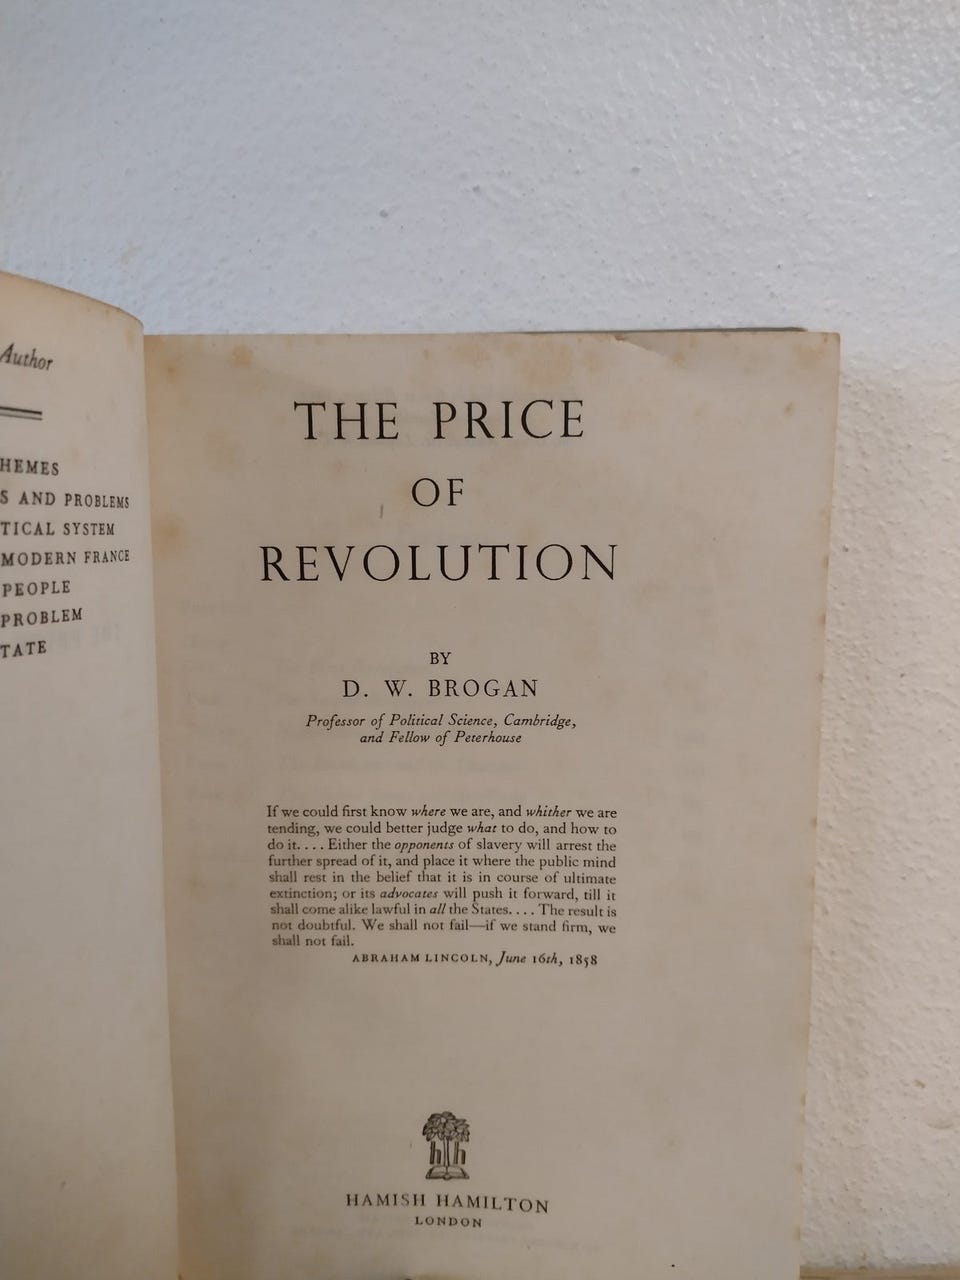 Author
HEMES
S AND PROBLEMS
TICAL SYSTEM
MODERN FRANCE
PEOPLE
PROBLEM
TATE
THE PRICE
OF
REVOLUTION
BY
D. W. BROGAN
Professor of Political Science, Cambridge,
and Fellow of Peterhouse
If we could first know where we are, and whither we are
tending, we could better judge what to do, and how to
do it. . . . Either the opponents of slavery will arrest the
further spread of it, and place it where the public mind
shall rest in the belief that it is in course of ultimate
extinction; or its advocates will push it forward, till it
shall come alike lawful in all the States. . . . The result is
not doubtful. We shall not fail—if we stand firm, we
shall not fail.
ABRAHAM LINCOLN, June 16th, 1858
hh
HAMISH HAMILTON
LONDON